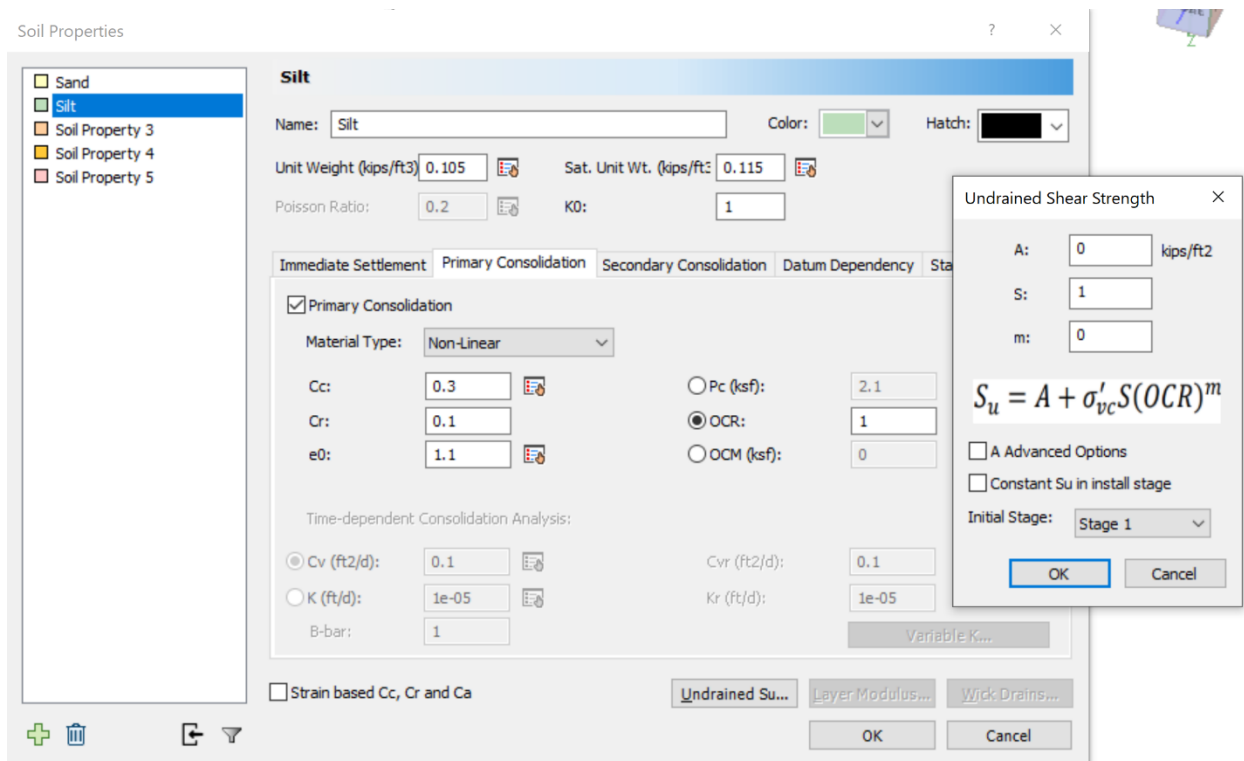 Z
Soil Properties
?
Sand
Silt
Soil Property 3
Soil Property 4
Soil Property 5
Silt
Name: Silt Color: Hatch:
Unit Weight (kips/ft3) 0.105 Sat. Unit Wt. (kips/ft3 0.115
Poisson Ratio: 0.2 K0: 1
Immediate Settlement Primary Consolidation Secondary Consolidation Datum Dependency Sta
Primary Consolidation
Material Type: Non-Linear
Cc: 0.3 Pc (ksf): 2.1
Cr: 0.1 OCR: 1
e0: 1.1 OCM (ksf): 0
Time-dependent Consolidation Analysis:
Cv (ft2/d): 0.1 Cvr (ft2/d): 0.1
K (ft/d): 1e-05 Kr (ft/d): 1e-05
B-bar: 1 Variable K...
Strain based Cc, Cr and Ca Undrained Su... Layer Modulus... Wick Drains...
OK Cancel
Undrained Shear Strength
A: 0 kips/ft2
S: 1
m: 0
Sᵤ = A + σ′ᵥ꜀S(OCR)ᵐ
A Advanced Options
Constant Su in install stage
Initial Stage: Stage 1
OK Cancel